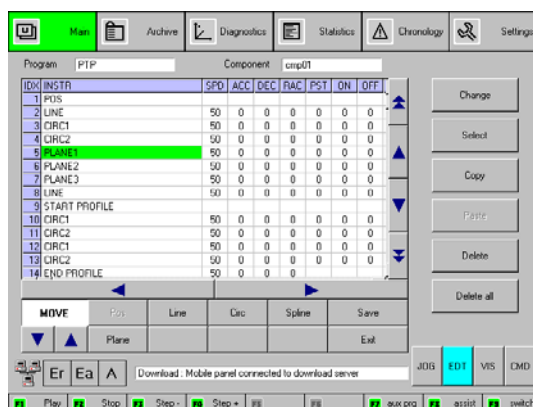 Main Archive Diagnostics Statistics Chronology Settings
Program PTP Component cmp01
IDX INSTR SPD ACC DEC RAC PST ON OFF
1 POS
2 LINE 50 0 0 0 0 0 0
3 CIRC1 50 0 0 0 0 0 0
4 CIRC2 50 0 0 0 0 0 0
5 PLANE1 50 0 0 0 0 0 0
6 PLANE2 50 0 0 0 0 0 0
7 PLANE3 50 0 0 0 0 0 0
8 LINE 50 0 0 0 0 0 0
9 START PROFILE
10 CIRC1 50 0 0 0 0 0 0
11 CIRC2 50 0 0 0 0 0 0
12 CIRC1 50 0 0 0 0 0 0
13 CIRC2 50 0 0 0 0 0 0
14 END PROFILE 50 0 0 0
Change
Select
Copy
Paste
Delete
Delete all
MOVE Pos Line Circ Spline Save
Plane Exit
Er Ea Λ Download : Mobile panel connected to download server
JOG EDT VIS CMD
F1 Play F2 Stop F3 Step - F4 Step + F5 F6 F7 aux prg F8 assist F9 switch